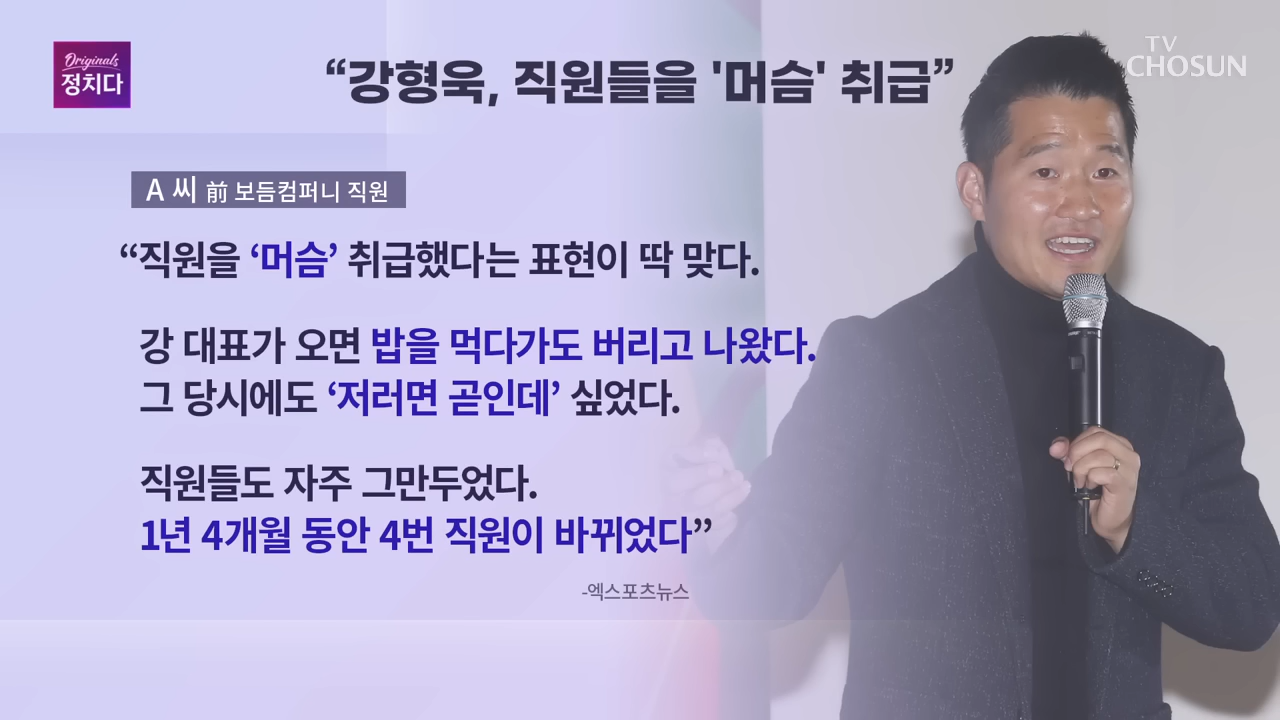 Originals
정치다
“강형욱, 직원들을 '머슴' 취급”
TV
CHOSUN
A 씨 前 보듬컴퍼니 직원
“직원을 ‘머슴’ 취급했다는 표현이 딱 맞다.
강 대표가 오면 밥을 먹다가도 버리고 나왔다.
그 당시에도 ‘저러면 곧인데’ 싶었다.
직원들도 자주 그만두었다.
1년 4개월 동안 4번 직원이 바뀌었다”
-엑스포츠뉴스